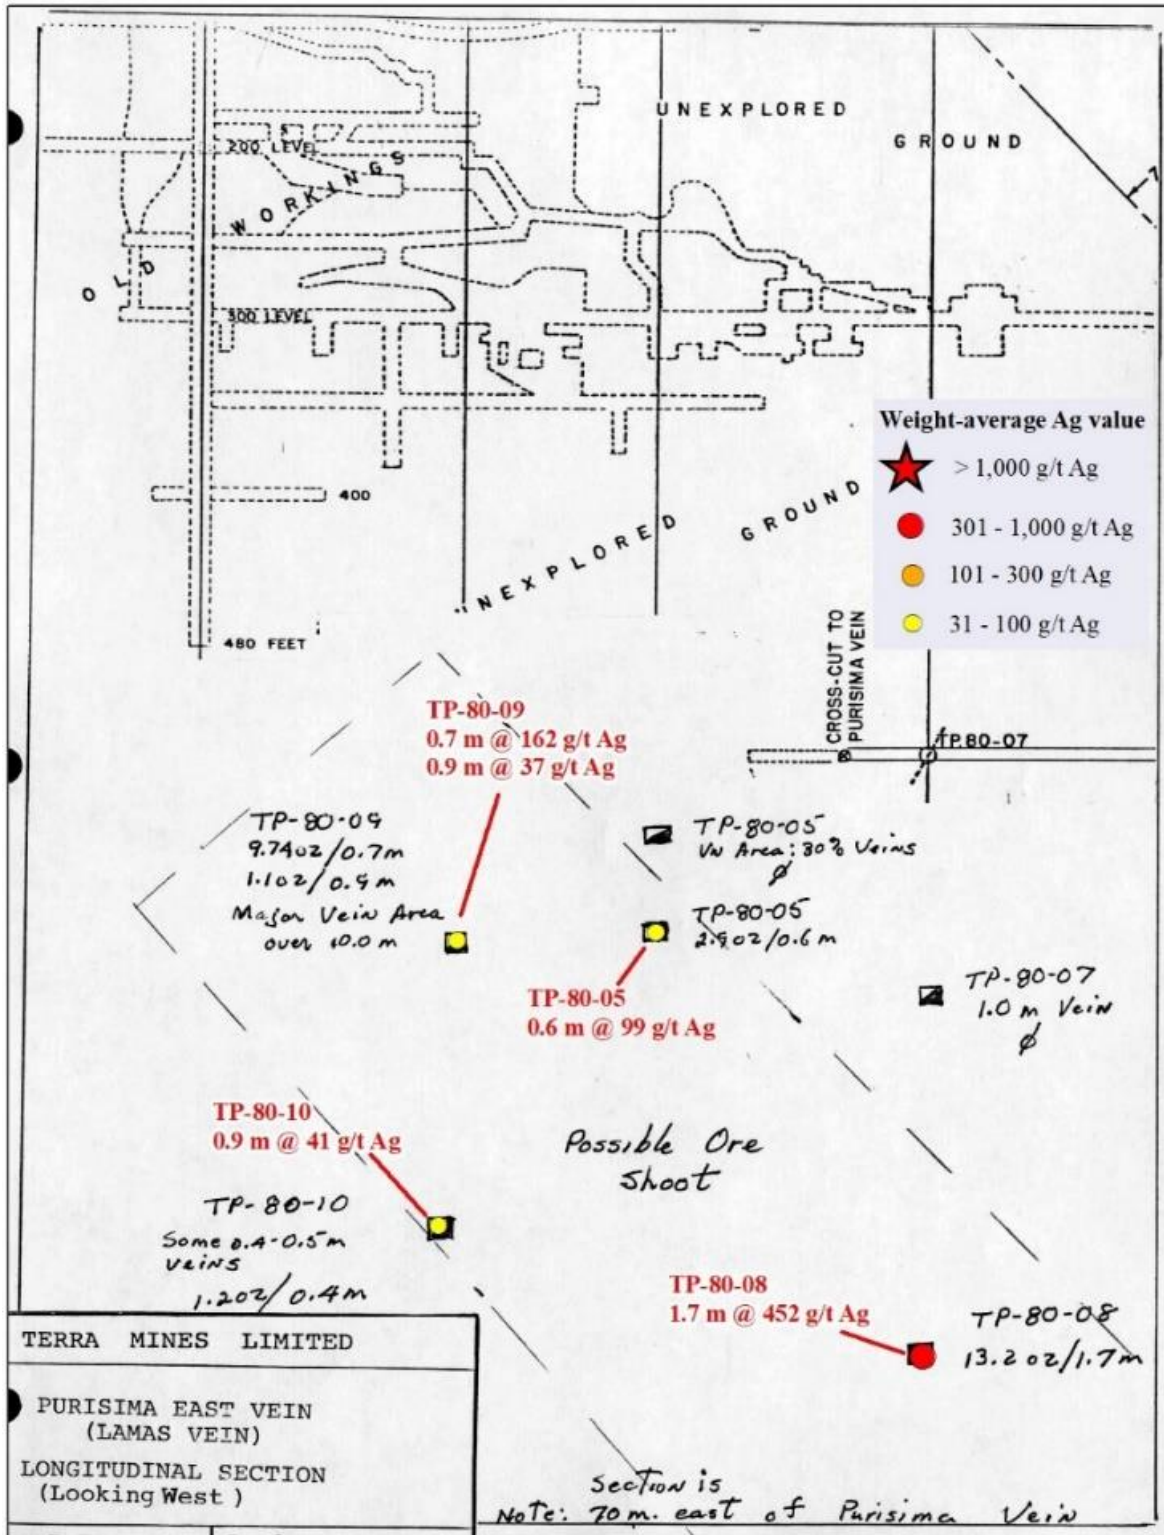 UNEXPLORED
GROUND
200 LEVEL
OLD WORKINGS
Z
300 LEVEL
Weight-average Ag value
> 1,000 g/t Ag
301 - 1,000 g/t Ag
101 - 300 g/t Ag
31 - 100 g/t Ag
400
NEXPLORED GROUND
480 FEET
CROSS-CUT TO
PURISIMA VEIN
TP-80-09
0.7 m @ 162 g/t Ag
0.9 m @ 37 g/t Ag
TP.80-07
TP-80-09
9.74oz/0.7m
1.1oz/0.9m
Major Vein Area
over 10.0 m
TP-80-05
VN Area: 30% Veins
Ø
TP-80-05
2.9oz/0.6m
TP-80-05
0.6 m @ 99 g/t Ag
TP-80-07
1.0 m Vein
Ø
TP-80-10
0.9 m @ 41 g/t Ag
Possible Ore
Shoot
TP-80-10
Some 0.4-0.5m
veins
1.2oz/0.4m
TP-80-08
1.7 m @ 452 g/t Ag
TP-80-08
13.2oz/1.7m
TERRA MINES LIMITED
PURISIMA EAST VEIN
(LAMAS VEIN)
LONGITUDINAL SECTION
(Looking West )
Section is
Note: 70m. east of Purisima Vein